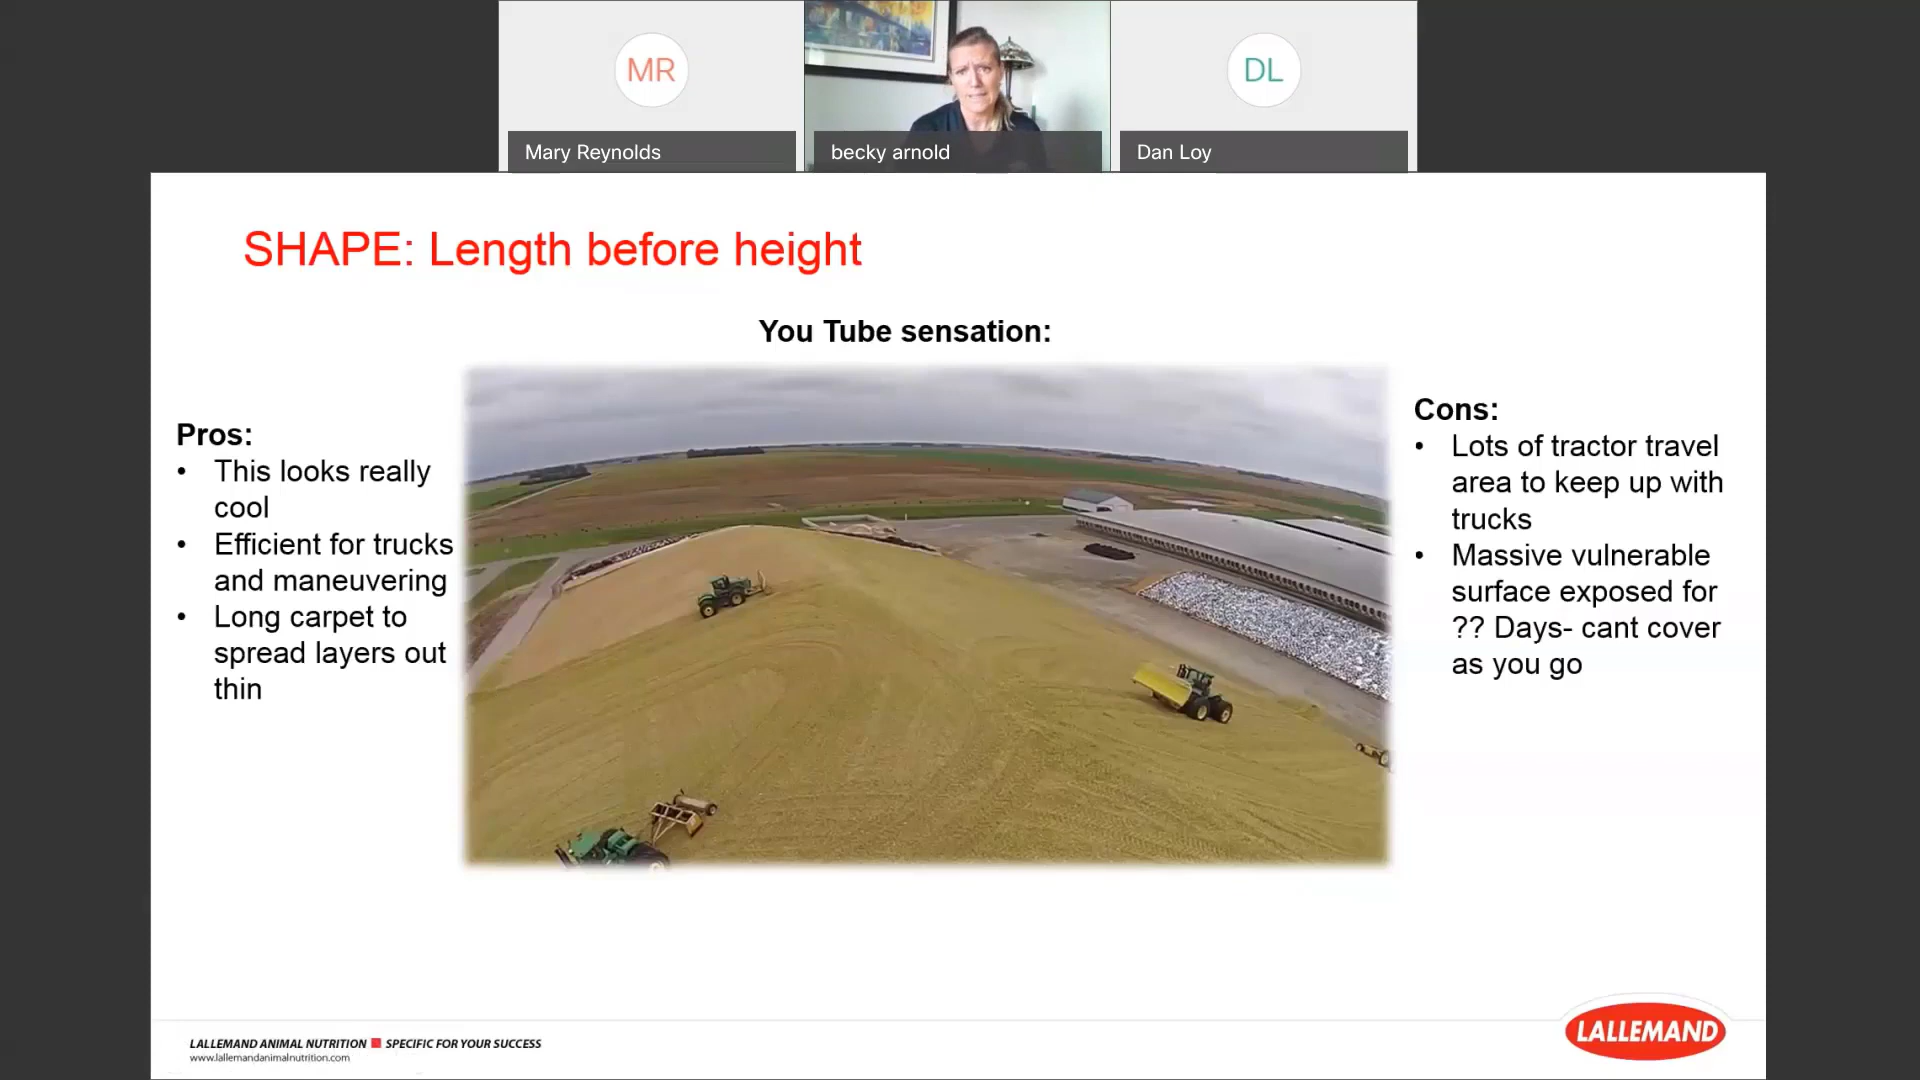 MR
Mary Reynolds
becky arnold
DL
Dan Loy
SHAPE: Length before height
You Tube sensation:
Pros:
• This looks really
cool
• Efficient for trucks
and maneuvering
• Long carpet to
spread layers out
thin
Cons:
• Lots of tractor travel
area to keep up with
trucks
• Massive vulnerable
surface exposed for
?? Days- cant cover
as you go
LALLEMAND ANIMAL NUTRITION SPECIFIC FOR YOUR SUCCESS
www.lallemandanimalnutrition.com
LALLEMAND